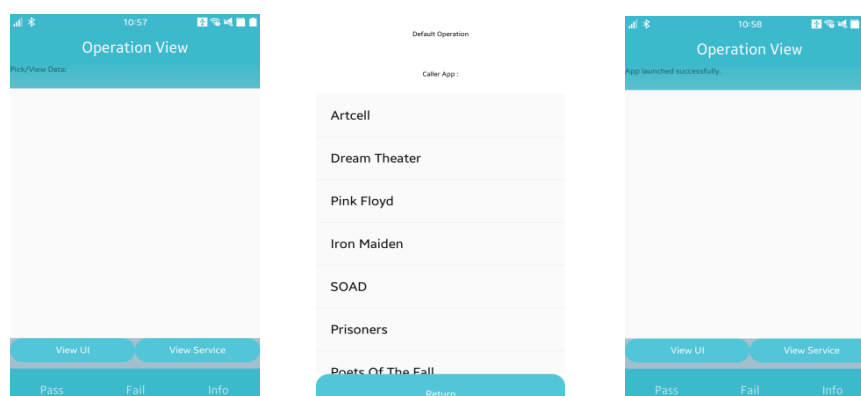 10:57
Operation View
Pick/View Data:
View UI
View Service
Pass
Fail
Info
Default Operation
Caller App :
Artcell
Dream Theater
Pink Floyd
Iron Maiden
SOAD
Prisoners
Poets Of The Fall
Return
10:58
Operation View
App launched successfully.
View UI
View Service
Pass
Fail
Info